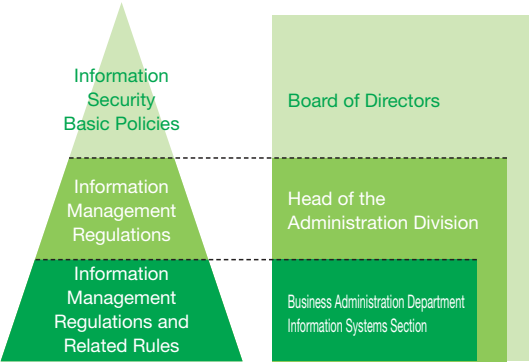 Information
Security
Basic Policies
Board of Directors
Information
Management
Regulations
Head of the
Administration Division
Information
Management
Regulations and
Related Rules
Business Administration Department
Information Systems Section